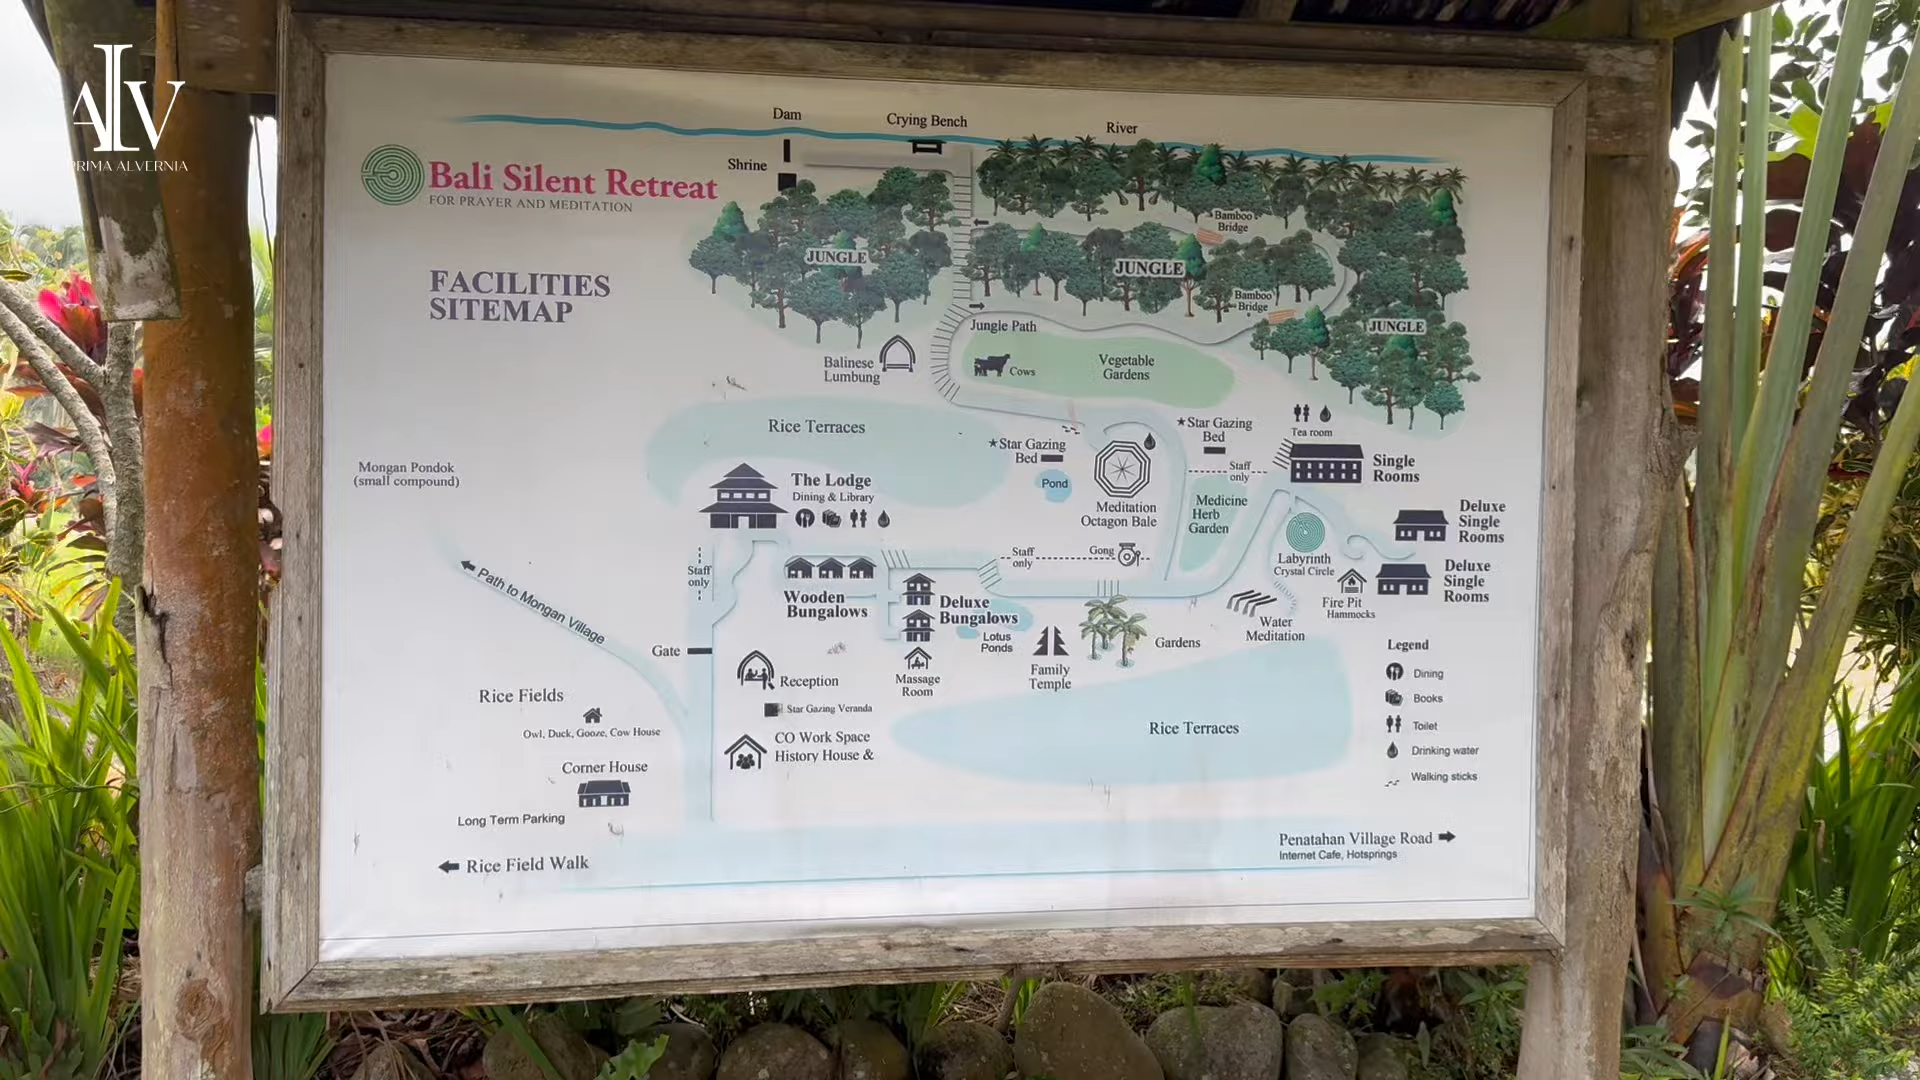 ALV
PRIMA ALVERNIA
Dam
Crying Bench
River
Shrine
Bali Silent Retreat
FOR PRAYER AND MEDITATION
Bamboo
Bridge
JUNGLE
JUNGLE
FACILITIES
SITEMAP
Bamboo
Bridge
Jungle Path
JUNGLE
Balinese
Lumbung
Cows
Vegetable
Gardens
Rice Terraces
★Star Gazing
Bed
★Star Gazing
Bed
Tea room
Mongan Pondok
(small compound)
The Lodge
Dining & Library
Pond
Meditation
Octagon Bale
Staff
only
Medicine
Herb
Garden
Single
Rooms
Deluxe
Single
Rooms
Staff
only
Staff
only
Gong
Labyrinth
Crystal Circle
Deluxe
Single
Rooms
Path to Mongan Village
Wooden
Bungalows
Deluxe
Bungalows
Lotus
Ponds
Fire Pit
Hammocks
Water
Meditation
Gate
Reception
Massage
Room
Family
Temple
Gardens
Legend
Dining
Books
Toilet
Drinking water
Walking sticks
Rice Fields
Owl, Duck, Gooze, Cow House
Star Gazing Veranda
CO Work Space
History House &
Rice Terraces
Corner House
Long Term Parking
Rice Field Walk
Penatahan Village Road
Internet Cafe, Hotsprings